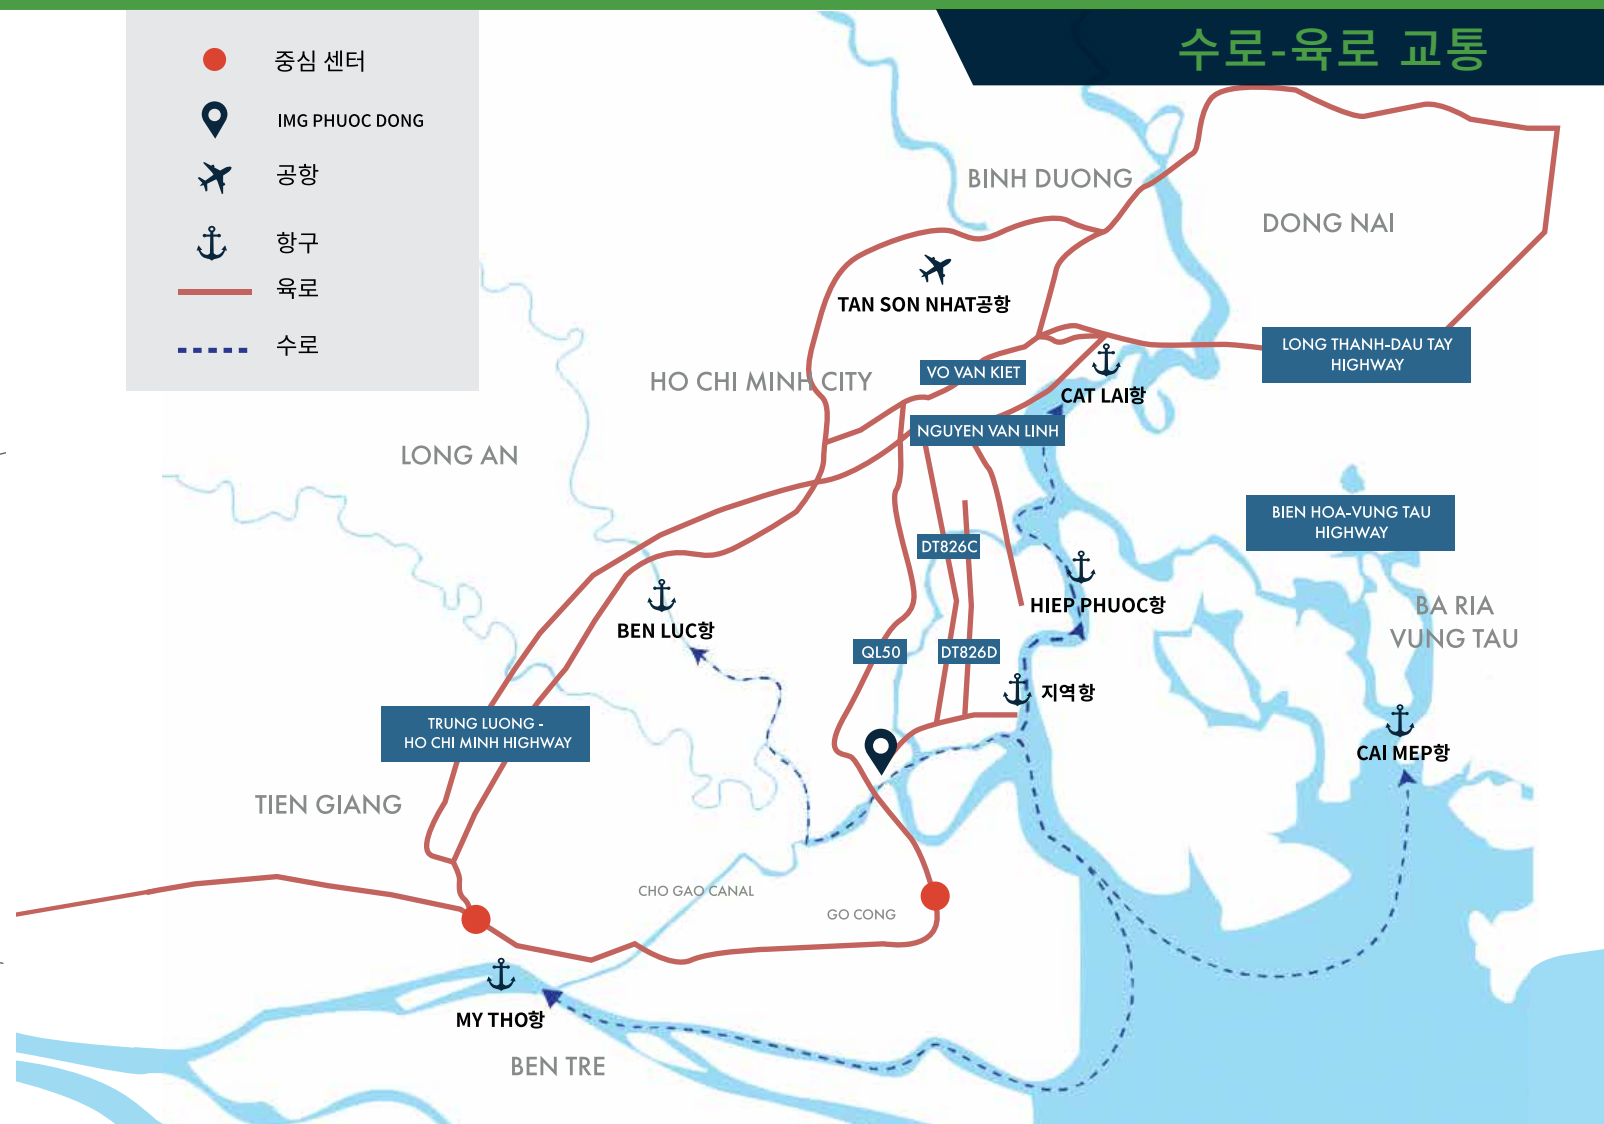 수로-육로 교통
중심 센터
IMG PHUOC DONG
공항
항구
육로
수로
BINH DUONG
DONG NAI
TAN SON NHAT공항
LONG THANH-DAU TAY
HIGHWAY
VO VAN KIET
HO CHI MINH CITY
CAT LAI항
NGUYEN VAN LINH
LONG AN
BIEN HOA-VUNG TAU
HIGHWAY
DT826C
HIEP PHUOC항
BA RIA
VUNG TAU
BEN LUC항
QL50
DT826D
지역항
TRUNG LUONG -
HO CHI MINH HIGHWAY
CAI MEP항
TIEN GIANG
CHO GAO CANAL
GO CONG
MY THO항
BEN TRE